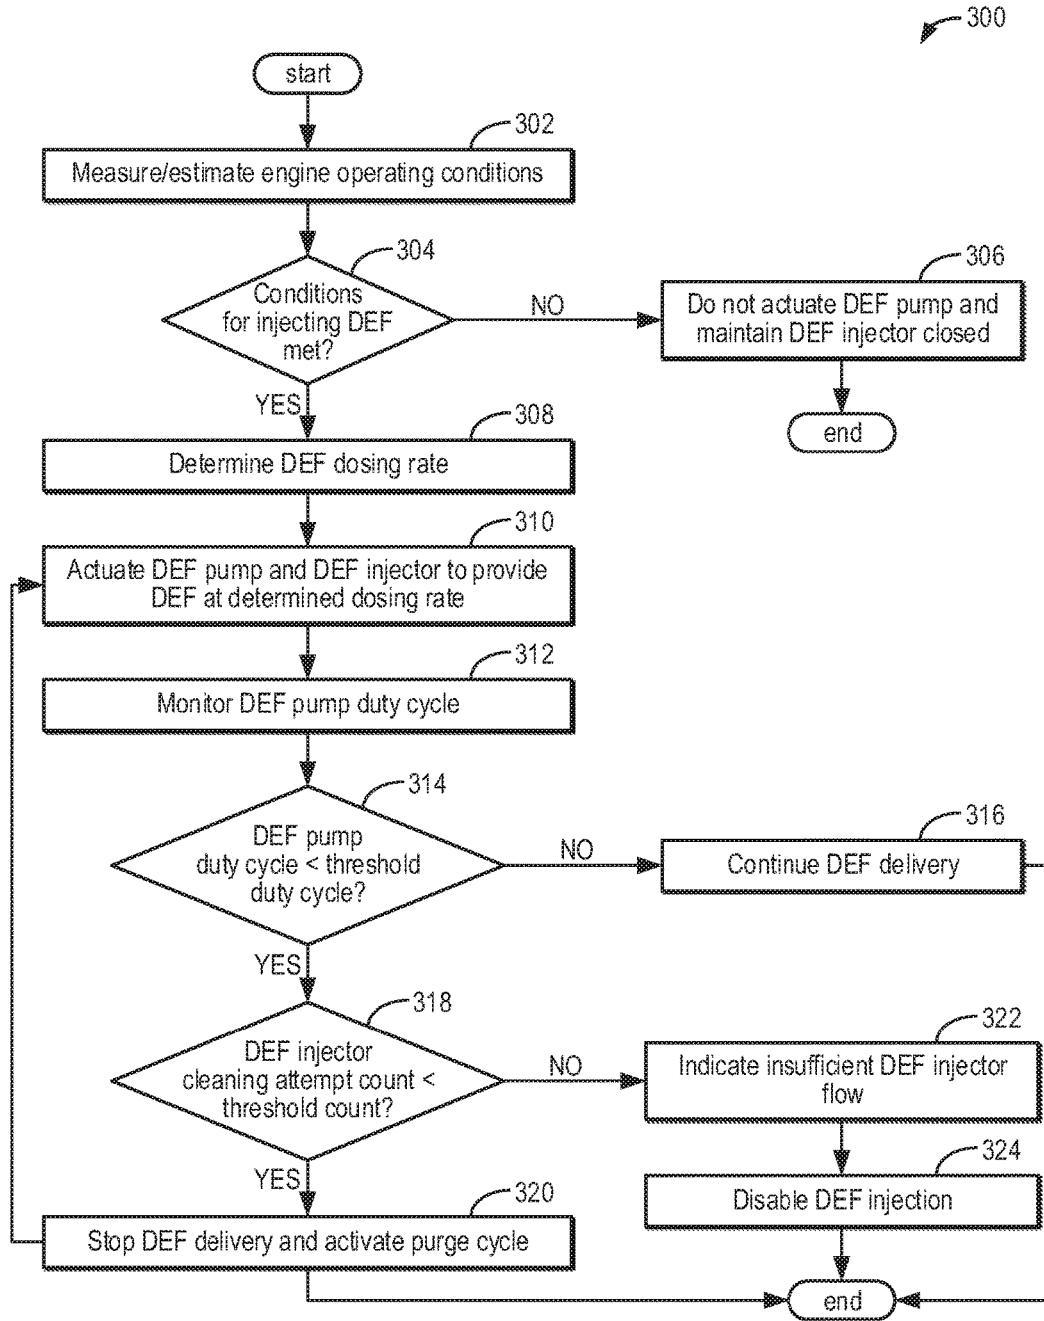 300
start
302
Measure/estimate engine operating conditions
304
Conditions
for injecting DEF
met?
NO
306
Do not actuate DEF pump and
maintain DEF injector closed
end
YES
308
Determine DEF dosing rate
310
Actuate DEF pump and DEF injector to provide
DEF at determined dosing rate
312
Monitor DEF pump duty cycle
314
DEF pump
duty cycle < threshold
duty cycle?
NO
316
Continue DEF delivery
YES
318
DEF injector
cleaning attempt count <
threshold count?
NO
322
Indicate insufficient DEF injector
flow
324
Disable DEF injection
YES
320
Stop DEF delivery and activate purge cycle
end